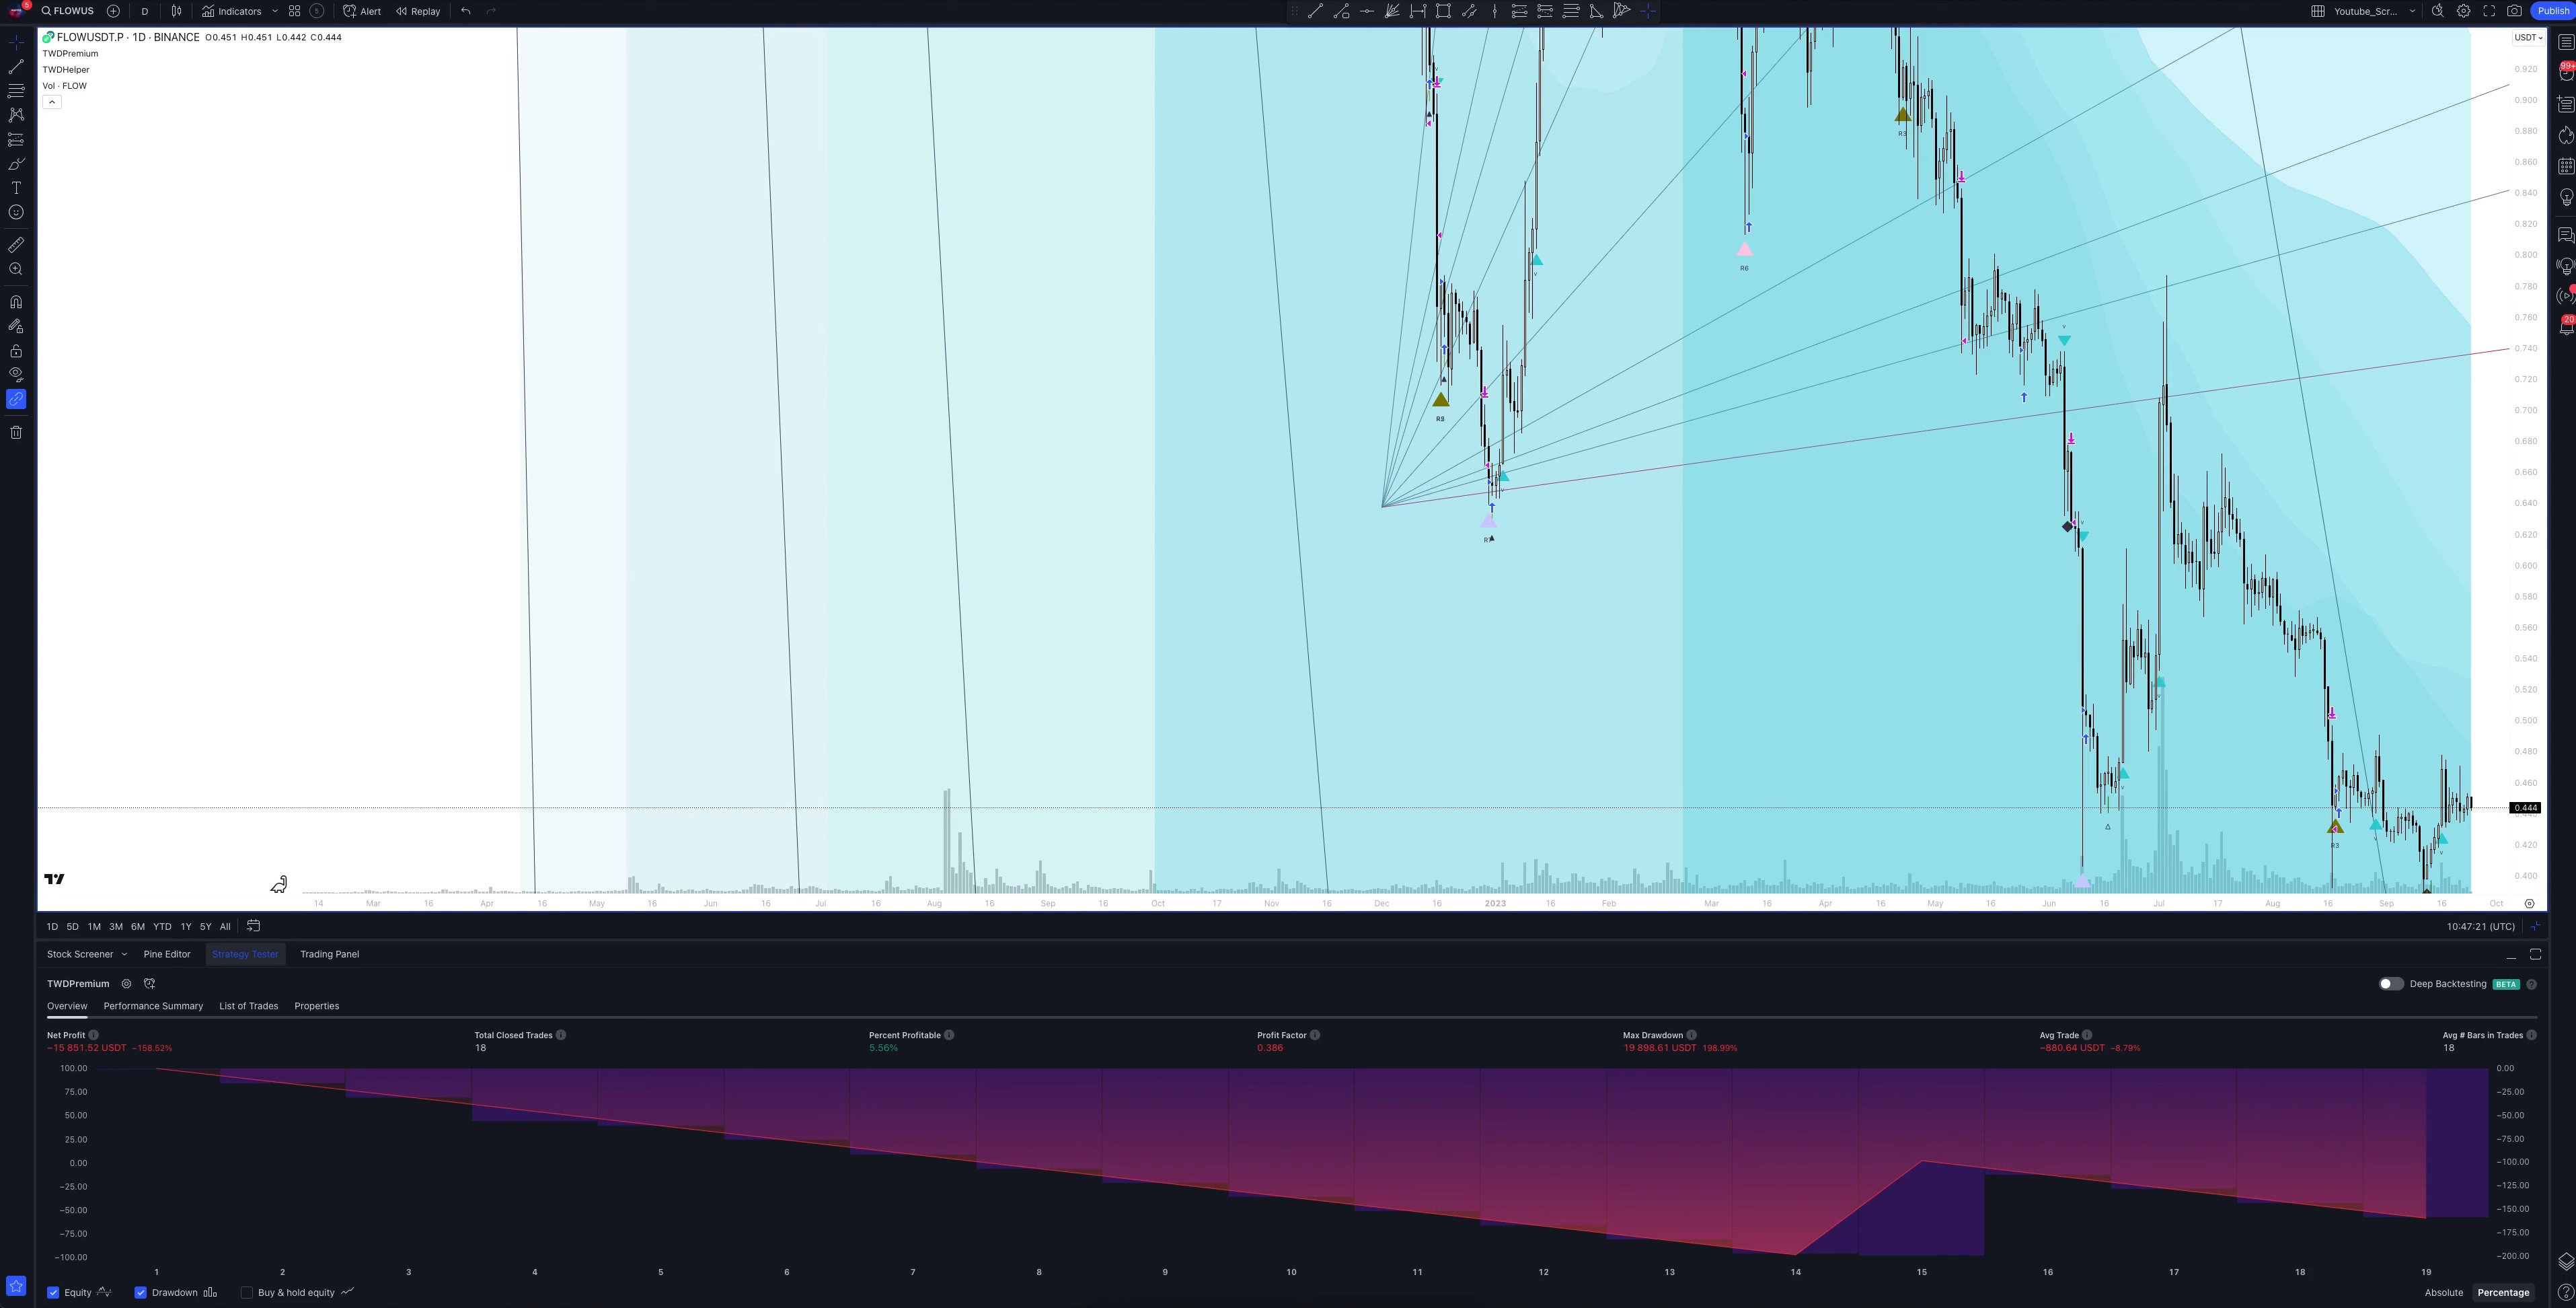 5 FLOWUS D Indicators 5 Alert Replay Youtube_Scr... Publish
FLOWUSDT.P · 1D · BINANCE O0.451 H0.451 L0.442 C0.444
TWDPremium
TWDHelper
Vol · FLOW
USDT
0.920
0.900
0.880
0.860
0.840
0.820
0.800
0.780
0.760
0.740
0.720
0.700
0.680
0.660
0.640
0.620
0.600
0.580
0.560
0.540
0.520
0.500
0.480
0.460
0.444
0.420
0.400
99+
20
R3
R6
R3
14 Mar 16 Apr 16 May 16 Jun 16 Jul 16 Aug 16 Sep 16 Oct 17 Nov 16 Dec 16 2023 16 Feb Mar 16 Apr 16 May 16 Jun 16 Jul 17 Aug 16 Sep 16 Oct
1D 5D 1M 3M 6M YTD 1Y 5Y All 10:47:21 (UTC)
Stock Screener Pine Editor Strategy Tester Trading Panel
TWDPremium Deep Backtesting BETA
Overview Performance Summary List of Trades Properties
Net Profit Total Closed Trades Percent Profitable Profit Factor Max Drawdown Avg Trade Avg # Bars in Trades
−15 851.52 USDT −158.52% 18 5.56% 0.386 19 898.61 USDT 198.99% −880.64 USDT −8.79% 18
100.00 0.00
75.00 −25.00
50.00 −50.00
25.00 −75.00
0.00 −100.00
−25.00 −125.00
−50.00 −150.00
−75.00 −175.00
−100.00 −200.00
1 2 3 4 5 6 7 8 9 10 11 12 13 14 15 16 17 18 19
Equity Drawdown Buy & hold equity Absolute Percentage